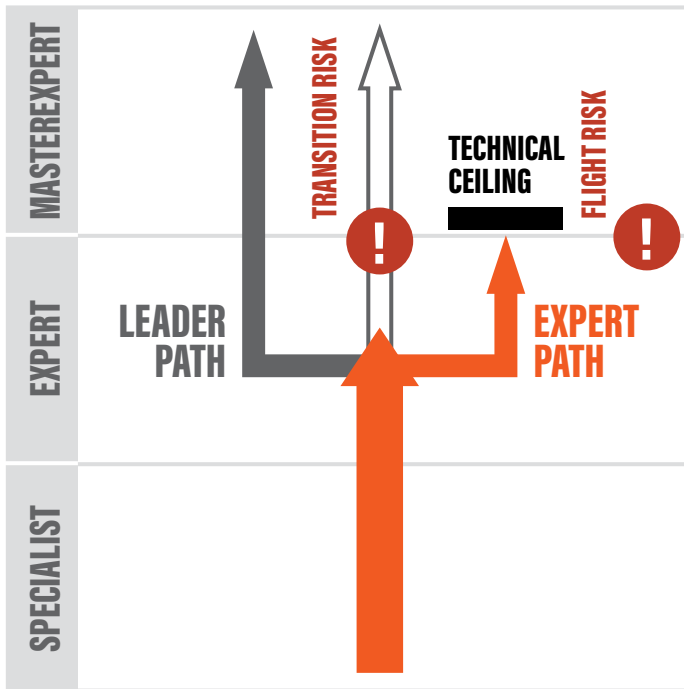 MASTEREXPERT
TRANSITION RISK
TECHNICAL
CEILING
FLIGHT RISK
!
!
EXPERT
LEADER
PATH
EXPERT
PATH
SPECIALIST